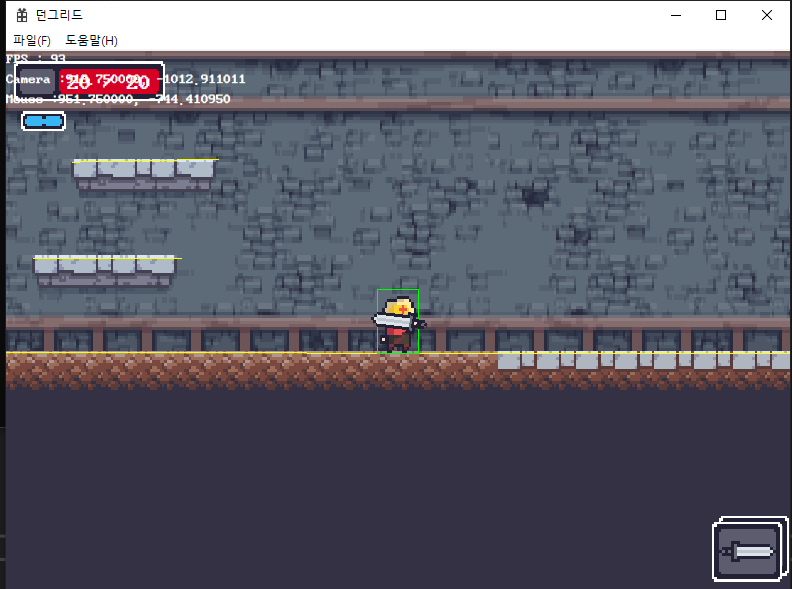 던그리드
파일(F) 도움말(H)
FPS : 93
Camera :
-1012.911011
20 / 20
Mouse :951.750000, -744.410950